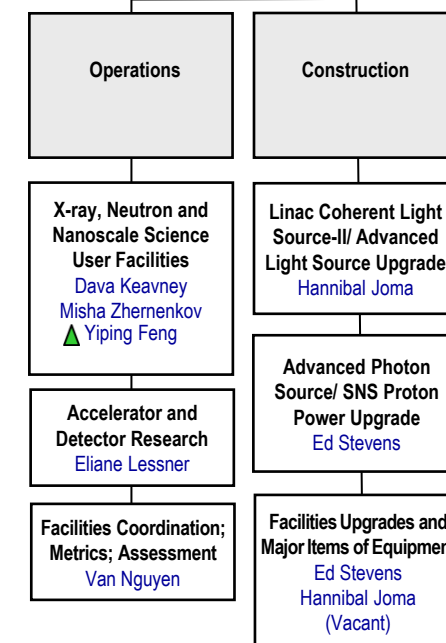 Operations
X-ray, Neutron and
Nanoscale Science
User Facilities
Dava Keavney
Misha Zhernenkov
Yiping Feng
Accelerator and
Detector Research
Eliane Lessner
Facilities Coordination;
Metrics; Assessment
Van Nguyen
Construction
Linac Coherent Light
Source-II/ Advanced
Light Source Upgrade
Hannibal Joma
Advanced Photon
Source/ SNS Proton
Power Upgrade
Ed Stevens
Facilities Upgrades and
Major Items of Equipmen
Ed Stevens
Hannibal Joma
(Vacant)